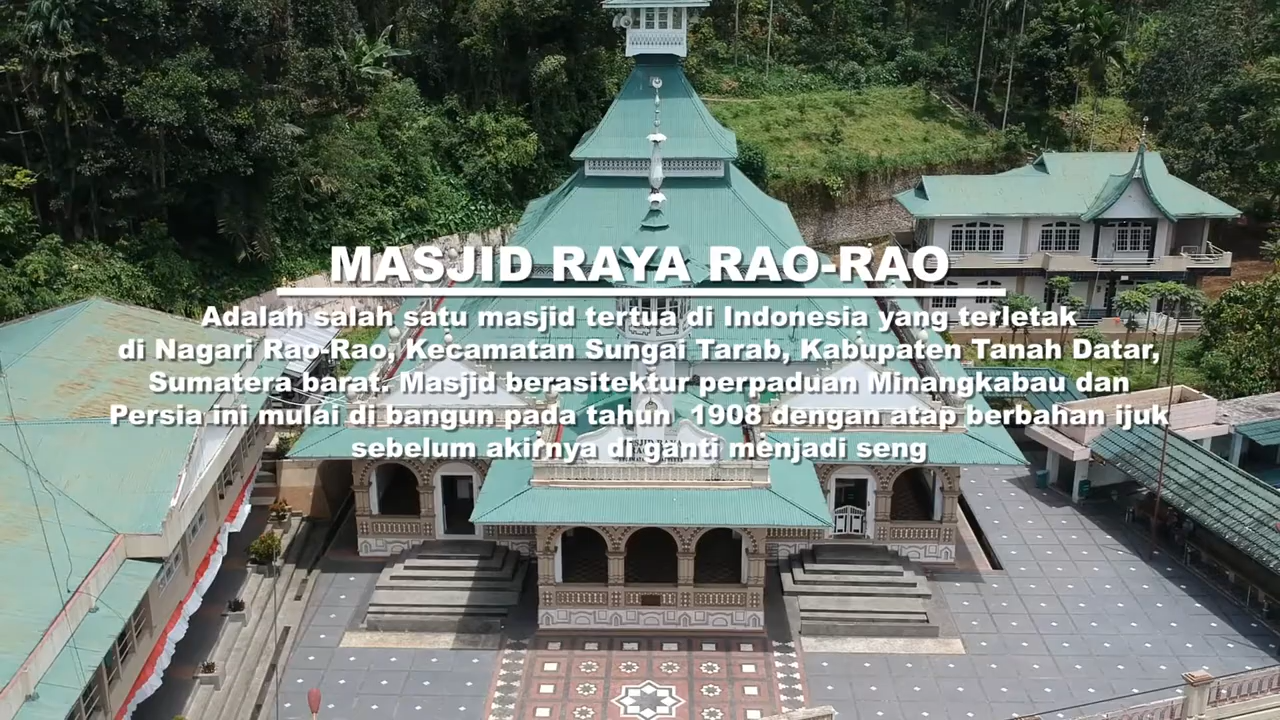 MASJID RAYA RAO-RAO
Adalah salah satu masjid tertua di Indonesia yang terletak
di Nagari Rao-Rao, Kecamatan Sungai Tarab, Kabupaten Tanah Datar,
Sumatera barat. Masjid berasitektur perpaduan Minangkabau dan
Persia ini mulai di bangun pada tahun 1908 dengan atap berbahan ijuk
sebelum akirnya di ganti menjadi seng
MASJID RAYA